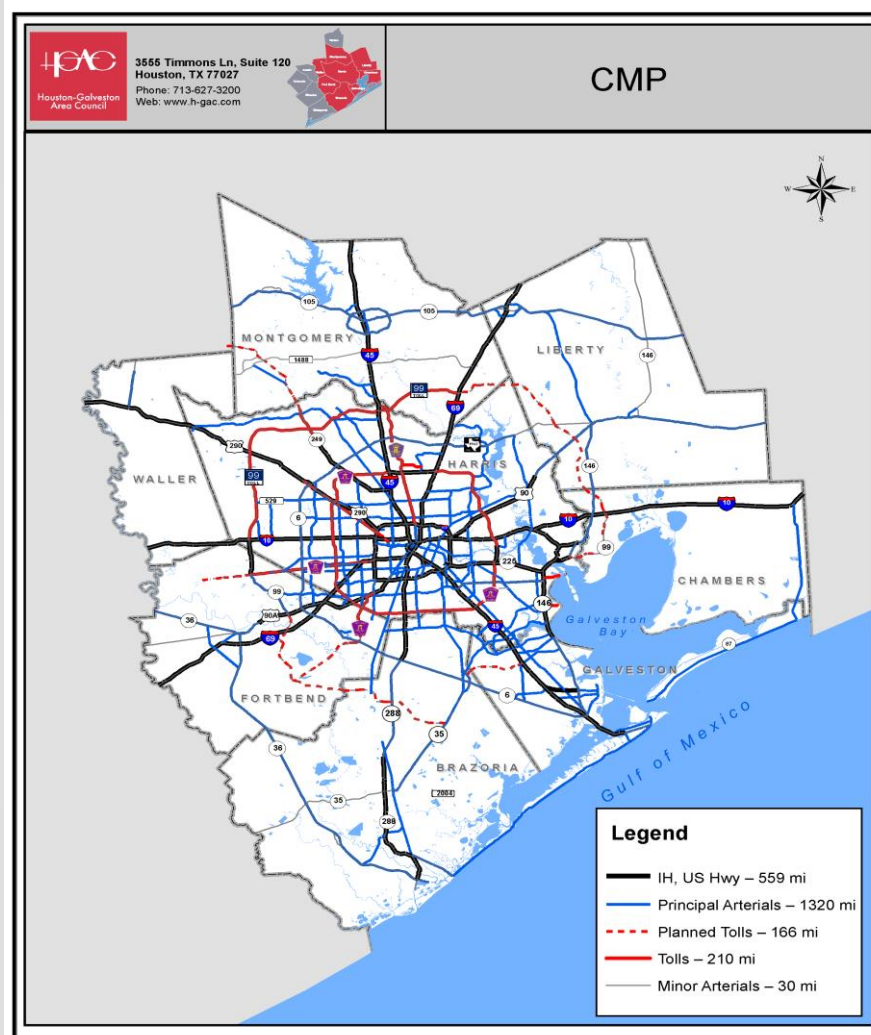 H-GAC
Houston-Galveston
Area Council
3555 Timmons Ln, Suite 120
Houston, TX 77027
Phone: 713-627-3200
Web: www.h-gac.com
CMP
N
W E
S
105
105
MONTGOMERY
45
1488
LIBERTY
146
99
69
290
249
WALLER
HARRIS
99
45
146
90
529
6
290
10
10
10
225
99
CHAMBERS
99
146
36
90A
69
45
Galveston
Bay
87
GALVESTON
FORTBEND
6
288
35
36
Gulf of Mexico
BRAZORIA
35
2004
288
Legend
IH, US Hwy – 559 mi
Principal Arterials – 1320 mi
Planned Tolls – 166 mi
Tolls – 210 mi
Minor Arterials – 30 mi